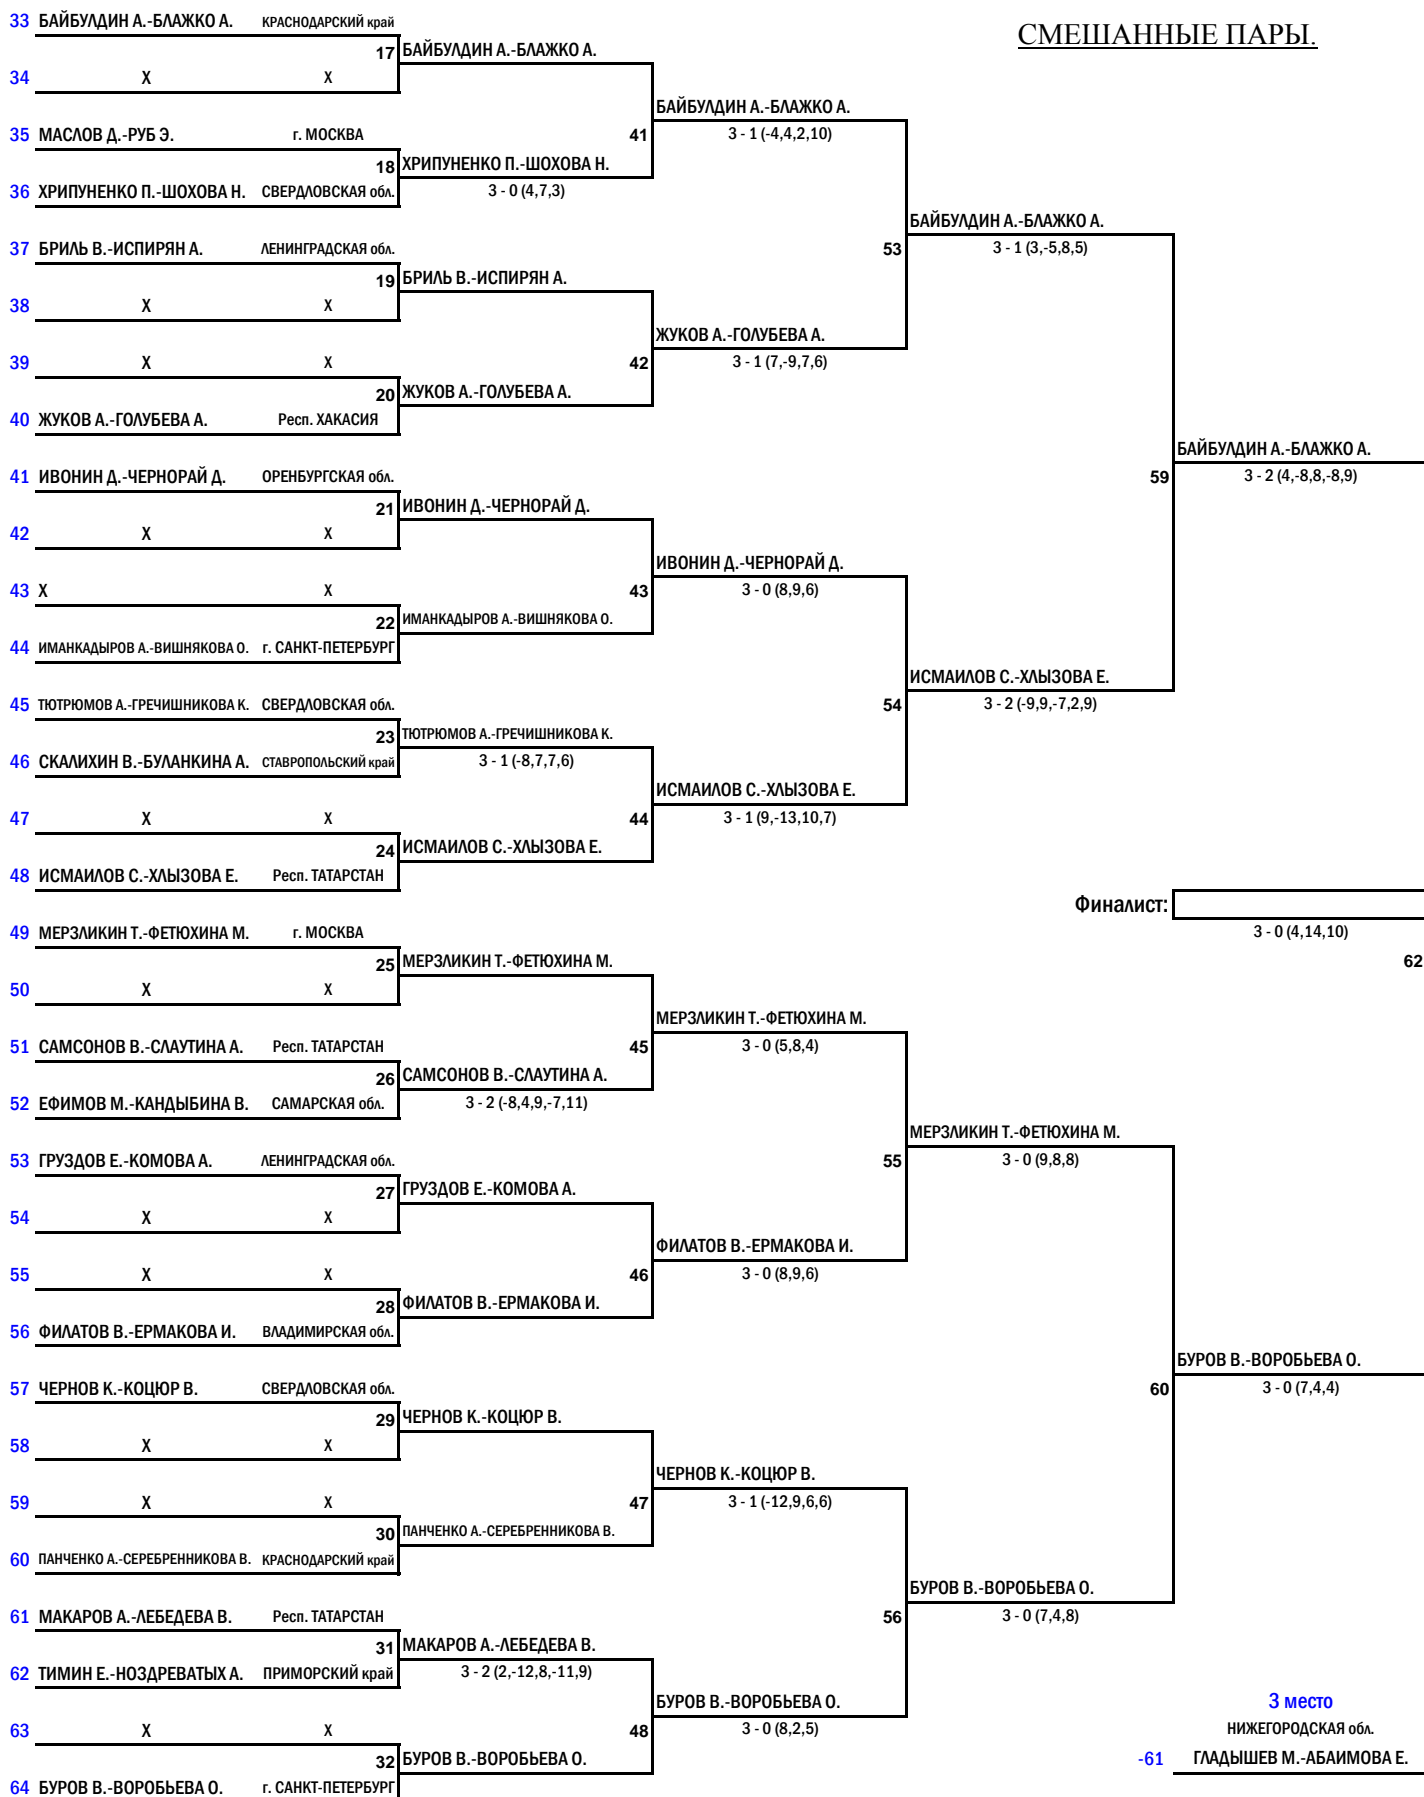 33 БАЙБУЛДИН А.-БЛАЖКО А. КРАСНОДАРСКИЙ край
СМЕШАННЫЕ ПАРЫ.
17 БАЙБУЛДИН А.-БЛАЖКО А.
34 X X
БАЙБУЛДИН А.-БЛАЖКО А.
35 МАСЛОВ Д.-РУБ Э. г. МОСКВА 41 3 - 1 (-4,4,2,10)
18 ХРИПУНЕНКО П.-ШОХОВА Н.
36 ХРИПУНЕНКО П.-ШОХОВА Н. СВЕРДЛОВСКАЯ обл. 3 - 0 (4,7,3)
БАЙБУЛДИН А.-БЛАЖКО А.
37 БРИЛЬ В.-ИСПИРЯН А. ЛЕНИНГРАДСКАЯ обл. 53 3 - 1 (3,-5,8,5)
19 БРИЛЬ В.-ИСПИРЯН А.
38 X X
ЖУКОВ А.-ГОЛУБЕВА А.
39 X X 42 3 - 1 (7,-9,7,6)
20 ЖУКОВ А.-ГОЛУБЕВА А.
40 ЖУКОВ А.-ГОЛУБЕВА А. Респ. ХАКАСИЯ
БАЙБУЛДИН А.-БЛАЖКО А.
41 ИВОНИН Д.-ЧЕРНОРАЙ Д. ОРЕНБУРГСКАЯ обл. 59 3 - 2 (4,-8,8,-8,9)
21 ИВОНИН Д.-ЧЕРНОРАЙ Д.
42 X X
ИВОНИН Д.-ЧЕРНОРАЙ Д.
43 X X 43 3 - 0 (8,9,6)
22 ИМАНКАДЫРОВ А.-ВИШНЯКОВА О.
44 ИМАНКАДЫРОВ А.-ВИШНЯКОВА О. г. САНКТ-ПЕТЕРБУРГ
ИСМАИЛОВ С.-ХЛЫЗОВА Е.
45 ТЮТРЮМОВ А.-ГРЕЧИШНИКОВА К. СВЕРДЛОВСКАЯ обл. 54 3 - 2 (-9,9,-7,2,9)
23 ТЮТРЮМОВ А.-ГРЕЧИШНИКОВА К.
46 СКАЛИХИН В.-БУЛАНКИНА А. СТАВРОПОЛЬСКИЙ край 3 - 1 (-8,7,7,6)
ИСМАИЛОВ С.-ХЛЫЗОВА Е.
47 X X 44 3 - 1 (9,-13,10,7)
24 ИСМАИЛОВ С.-ХЛЫЗОВА Е.
48 ИСМАИЛОВ С.-ХЛЫЗОВА Е. Респ. ТАТАРСТАН
Финалист:
49 МЕРЗЛИКИН Т.-ФЕТЮХИНА М. г. МОСКВА 3 - 0 (4,14,10)
25 МЕРЗЛИКИН Т.-ФЕТЮХИНА М. 62
50 X X
МЕРЗЛИКИН Т.-ФЕТЮХИНА М.
51 САМСОНОВ В.-СЛАУТИНА А. Респ. ТАТАРСТАН 45 3 - 0 (5,8,4)
26 САМСОНОВ В.-СЛАУТИНА А.
52 ЕФИМОВ М.-КАНДЫБИНА В. САМАРСКАЯ обл. 3 - 2 (-8,4,9,-7,11)
МЕРЗЛИКИН Т.-ФЕТЮХИНА М.
53 ГРУЗДОВ Е.-КОМОВА А. ЛЕНИНГРАДСКАЯ обл. 55 3 - 0 (9,8,8)
27 ГРУЗДОВ Е.-КОМОВА А.
54 X X
ФИЛАТОВ В.-ЕРМАКОВА И.
55 X X 46 3 - 0 (8,9,6)
28 ФИЛАТОВ В.-ЕРМАКОВА И.
56 ФИЛАТОВ В.-ЕРМАКОВА И. ВЛАДИМИРСКАЯ обл.
БУРОВ В.-ВОРОБЬЕВА О.
57 ЧЕРНОВ К.-КОЦЮР В. СВЕРДЛОВСКАЯ обл. 60 3 - 0 (7,4,4)
29 ЧЕРНОВ К.-КОЦЮР В.
58 X X
ЧЕРНОВ К.-КОЦЮР В.
59 X X 47 3 - 1 (-12,9,6,6)
30 ПАНЧЕНКО А.-СЕРЕБРЕННИКОВА В.
60 ПАНЧЕНКО А.-СЕРЕБРЕННИКОВА В. КРАСНОДАРСКИЙ край
БУРОВ В.-ВОРОБЬЕВА О.
61 МАКАРОВ А.-ЛЕБЕДЕВА В. Респ. ТАТАРСТАН 56 3 - 0 (7,4,8)
31 МАКАРОВ А.-ЛЕБЕДЕВА В.
62 ТИМИН Е.-НОЗДРЕВАТЫХ А. ПРИМОРСКИЙ край 3 - 2 (2,-12,8,-11,9)
БУРОВ В.-ВОРОБЬЕВА О. 3 место
63 X X 48 3 - 0 (8,2,5) НИЖЕГОРОДСКАЯ обл.
32 БУРОВ В.-ВОРОБЬЕВА О. -61 ГЛАДЫШЕВ М.-АБАИМОВА Е.
64 БУРОВ В.-ВОРОБЬЕВА О. г. САНКТ-ПЕТЕРБУРГ